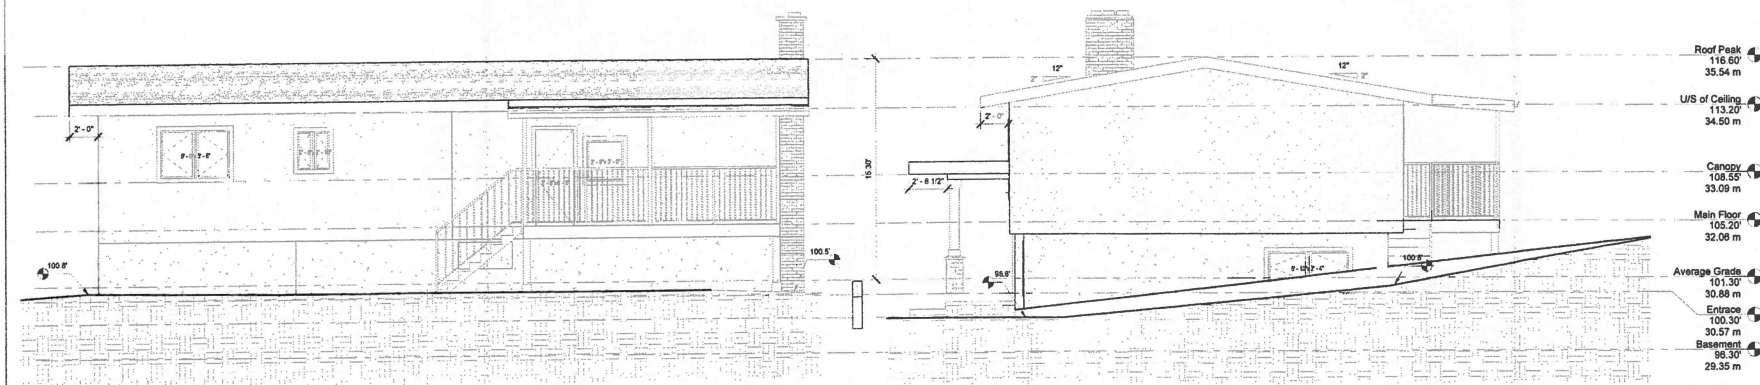 2' - 0"
100.6'
100.5'
15.30'
12"
2"
12"
2"
2' - 0"
2' - 8 1/2"
100.8'
Roof Peak
116.60'
35.54 m
U/S of Ceiling
113.20'
34.50 m
Canopy
108.55'
33.09 m
Main Floor
105.20'
32.06 m
Average Grade
101.30'
30.88 m
Entrace
100.30'
30.57 m
Basement
96.30'
29.35 m